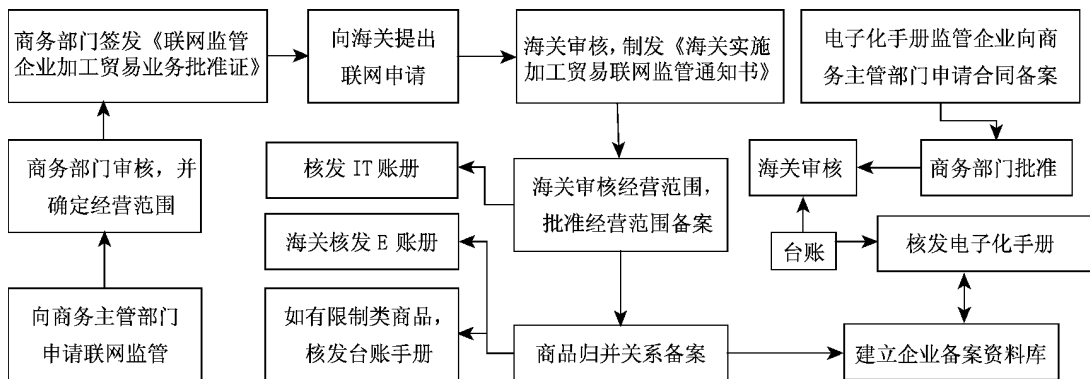 商务部门签发《联网监管
企业加工贸易业务批准证》
向海关提出
联网申请
海关审核,制发《海关实施
加工贸易联网监管通知书》
电子化手册监管企业向商
务主管部门申请合同备案
商务部门审核,并
确定经营范围
核发 IT 账册
海关审核经营范围,
批准经营范围备案
海关审核
商务部门批准
海关核发 E 账册
台账
核发电子化手册
向商务主管部门
申请联网监管
如有限制类商品,
核发台账手册
商品归并关系备案
建立企业备案资料库